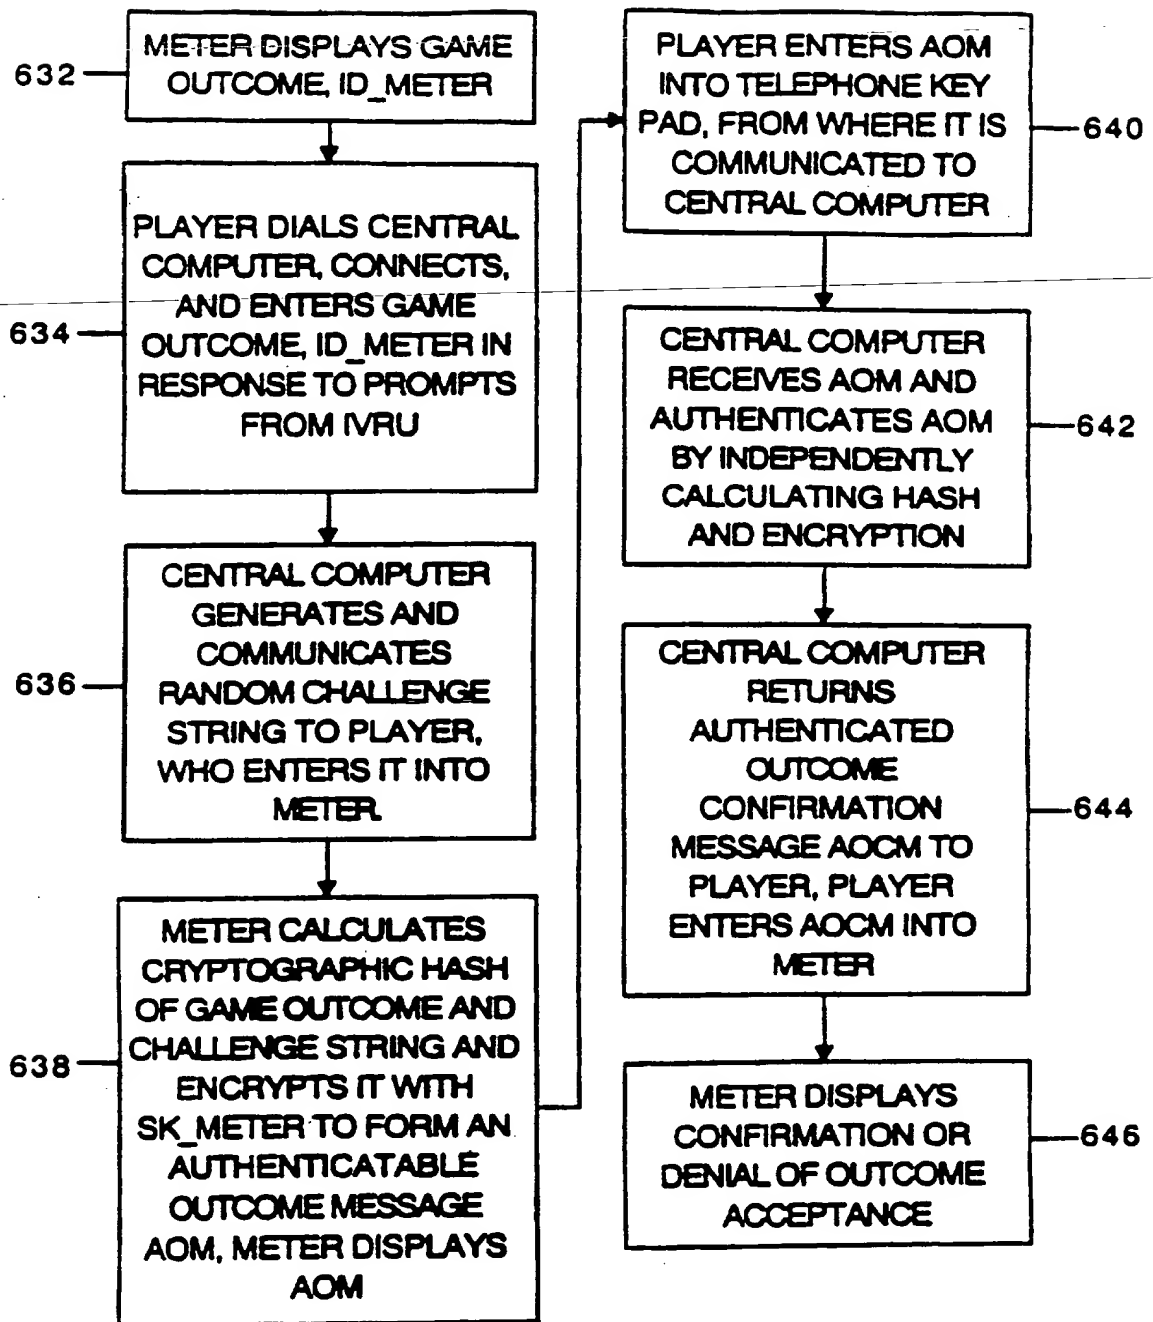 METER DISPLAYS GAME
OUTCOME, ID_METER
632
PLAYER DIALS CENTRAL
COMPUTER, CONNECTS,
AND ENTERS GAME
OUTCOME, ID_METER IN
RESPONSE TO PROMPTS
FROM IVRU
634
CENTRAL COMPUTER
GENERATES AND
COMMUNICATES
RANDOM CHALLENGE
STRING TO PLAYER,
WHO ENTERS IT INTO
METER.
636
METER CALCULATES
CRYPTOGRAPHIC HASH
OF GAME OUTCOME AND
CHALLENGE STRING AND
ENCRYPTS IT WITH
SK_METER TO FORM AN
AUTHENTICATABLE
OUTCOME MESSAGE
AOM, METER DISPLAYS
AOM
638
PLAYER ENTERS AOM
INTO TELEPHONE KEY
PAD, FROM WHERE IT IS
COMMUNICATED TO
CENTRAL COMPUTER
640
CENTRAL COMPUTER
RECEIVES AOM AND
AUTHENTICATES AOM
BY INDEPENDENTLY
CALCULATING HASH
AND ENCRYPTION
642
CENTRAL COMPUTER
RETURNS
AUTHENTICATED
OUTCOME
CONFIRMATION
MESSAGE AOCM TO
PLAYER, PLAYER
ENTERS AOCM INTO
METER
644
METER DISPLAYS
CONFIRMATION OR
DENIAL OF OUTCOME
ACCEPTANCE
646